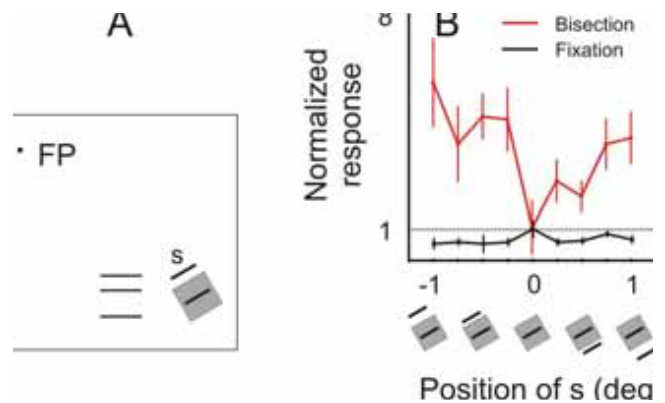 A
FP
s
B
8
Bisection
Fixation
Normalized
response
1
-1 0 1
Position of s (deg